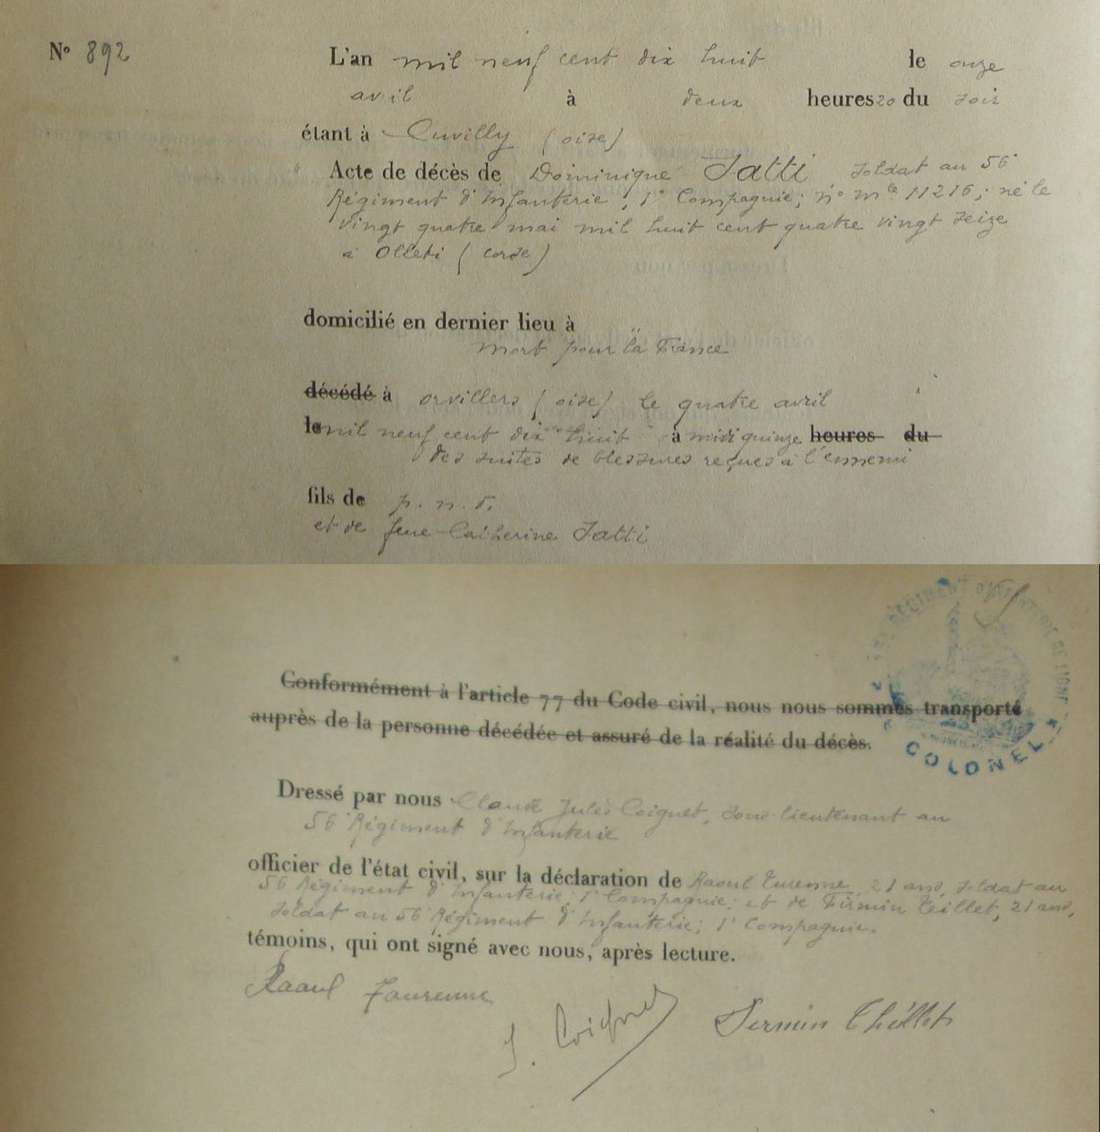 N° 892
L'an mil neuf cent dix huit le onze
avril à deux heures 20 du soir
étant à Cuvilly (oise)
Acte de décès de Dominique Satti soldat au 56
Régiment d'Infanterie, 1e Compagnie; N° mle 11216; né le
vingt quatre mai mil huit cent quatre vingt seize
à Olleti (corse)
domicilié en dernier lieu à
mort pour la France
décédé à orvillers (oise) le quatre avril
le mil neuf cent dix huit à midi quinze heures du
des suites de blessures reçues à l'ennemi
fils de p. n. d.
et de feue Catherine Satti
COLONEL
Conformément à l'article 77 du Code civil, nous nous sommes transporté
auprès de la personne décédée et assuré de la réalité du décès.
Dressé par nous Claude Jules Coignet, sous-lieutenant au
56 Régiment d'Infanterie
officier de l'état civil, sur la déclaration de Raoul 21 ans, soldat au
56 Régiment d'Infanterie, 1e Compagnie; et de Firmin Teillet, 21 ans,
soldat au 56 Régiment d'Infanterie; 1e Compagnie.
témoins, qui ont signé avec nous, après lecture.
Raoul
J. Coignet
Firmin Theillet